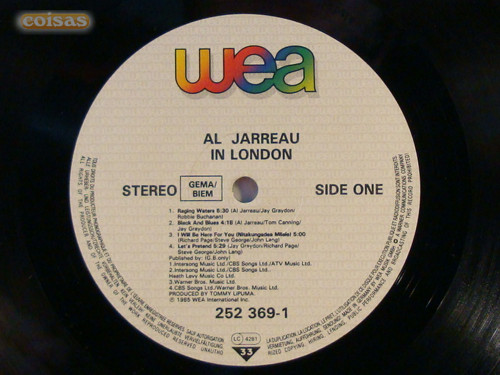 coisas
wea
AL JARREAU
IN LONDON
STEREO
GEMA/
BIEM
SIDE ONE
1. Raging Waters 5:30 (Al Jarreau/Jay Graydon/
Robbie Buchanan)
2. Black And Blues 4:18 (Al Jarreau/Tom Canning/
Jay Graydon)
3. I Will Be Here For You (Nitakungodea Milele) 5:00
(Richard Page/Steve George/John Lang)
4. Let's Pretend 5:29 (Jay Graydon/Richard Page/
Steve George/John Lang)
Published by: (G.B.only)
1. Intersong Music Ltd./CBS Songs Ltd./ATV Music Ltd.
2. Intersong Music Ltd./CBS Songs Ltd./
Heath Levy Music Co Ltd.
3. Warner Bros. Music Ltd.
4. CBS Songs Ltd./Warner Bros. Music Ltd.
PRODUCED BY TOMMY LIPUMA
℗ 1985 WEA International Inc.
252 369-1
LC 4281
33